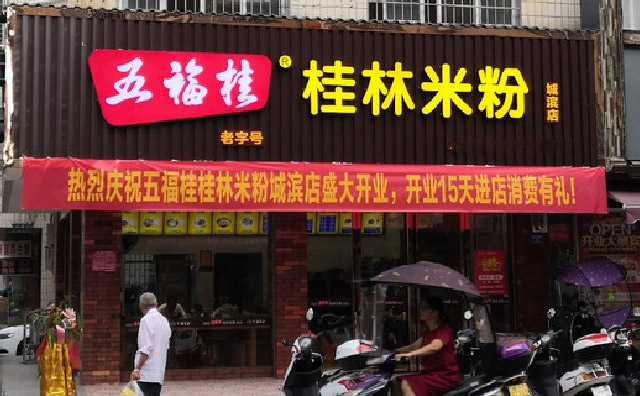 五福桂® 桂林米粉 城滨店
老字号
热烈庆祝五福桂桂林米粉城滨店盛大开业，开业15天进店消费有礼！
OPEN